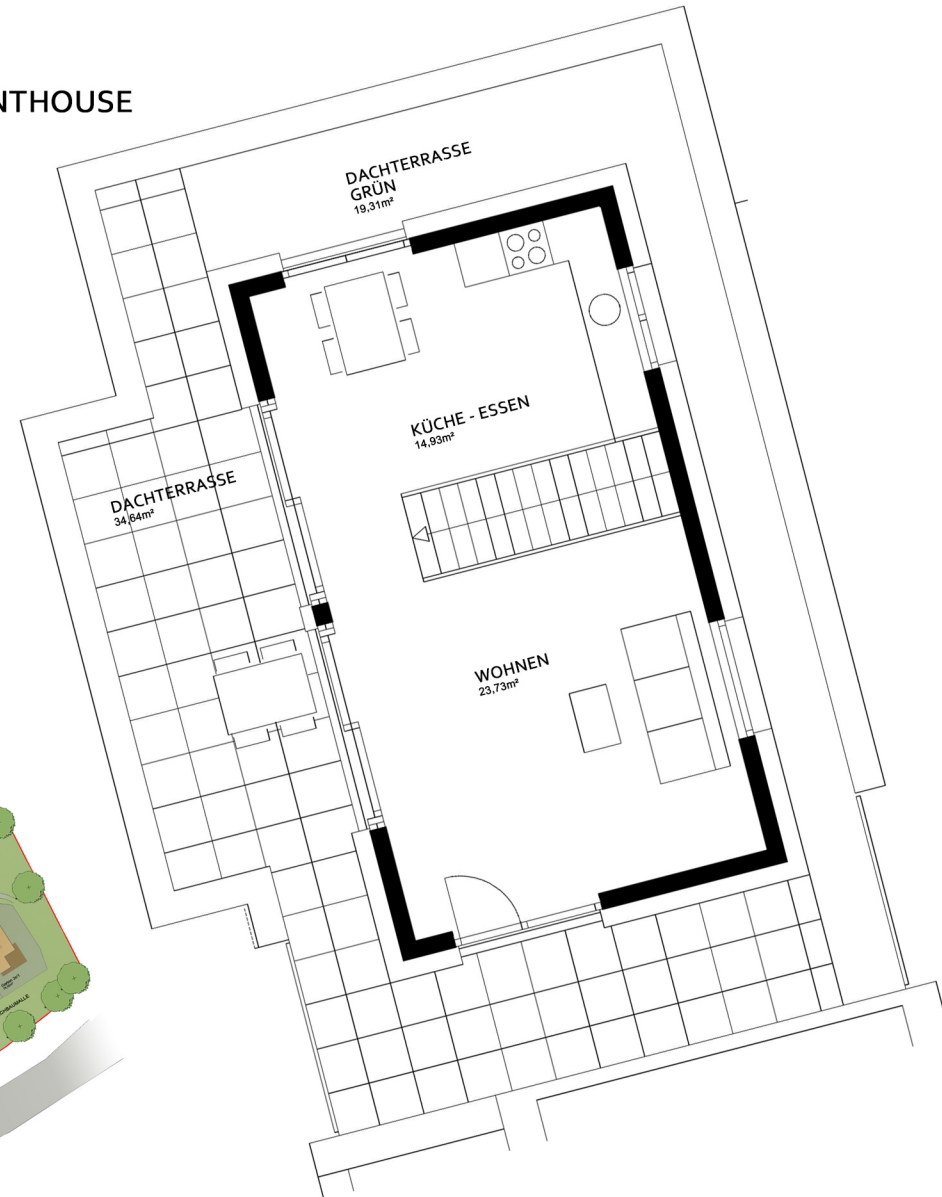 NTHOUSE
DACHTERRASSE
GRÜN
19,31m²
KÜCHE - ESSEN
14,93m²
DACHTERRASSE
34,64m²
WOHNEN
23,73m²